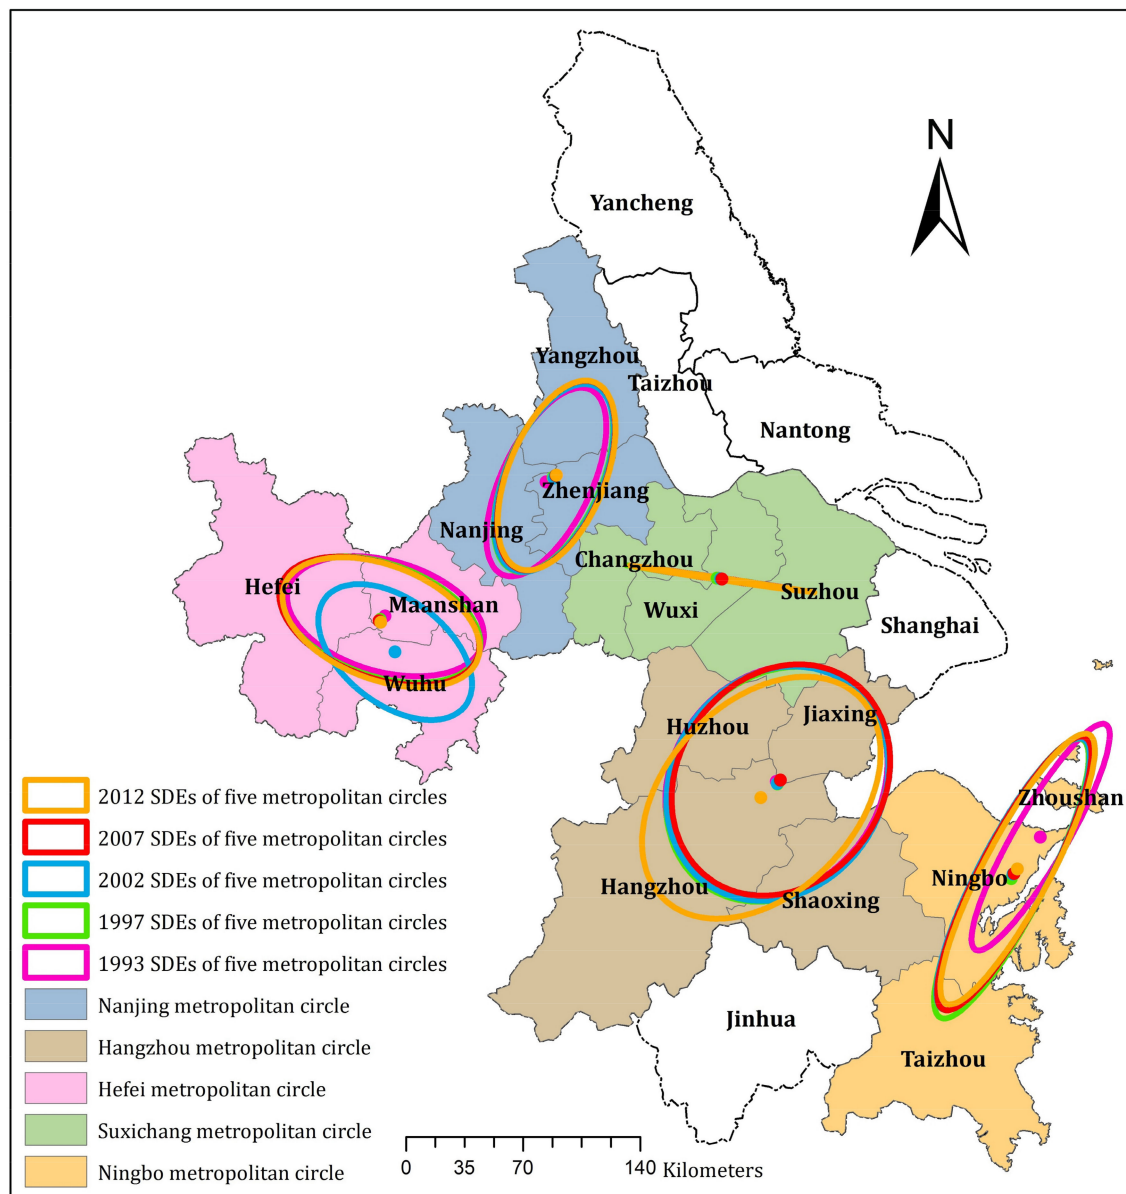 N
Yancheng
Yangzhou
Taizhou
Nantong
Zhenjiang
Nanjing
Changzhou
Hefei
Suzhou
Maanshan
Wuxi
Shanghai
Wuhu
Jiaxing
Huzhou
Zhoushan
Ningbo
Hangzhou
Shaoxing
Jinhua
Taizhou
2012 SDEs of five metropolitan circles
2007 SDEs of five metropolitan circles
2002 SDEs of five metropolitan circles
1997 SDEs of five metropolitan circles
1993 SDEs of five metropolitan circles
Nanjing metropolitan circle
Hangzhou metropolitan circle
Hefei metropolitan circle
Suxichang metropolitan circle
Ningbo metropolitan circle
0 35 70 140 Kilometers